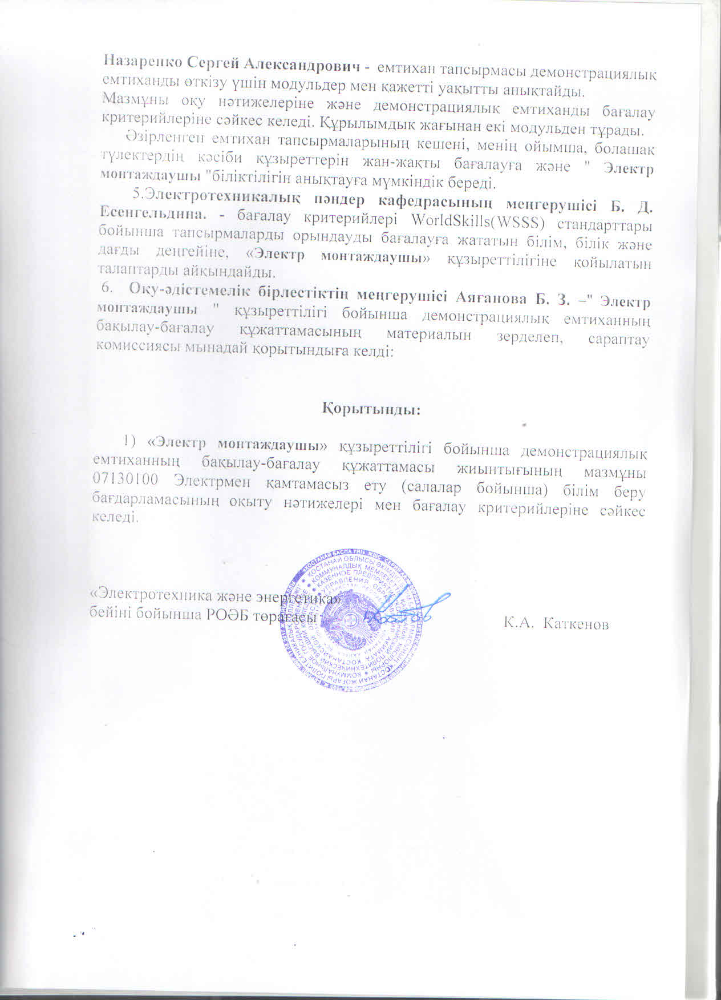 Назаренко Сергей Александрович - емтихан тапсырмасы демонстрациялық
емтиханды өткізу үшін модульдер мен қажетті уақытты анықтайды.
Мазмұны оқу нәтижелеріне және демонстрациялық емтиханды бағалау
критерийлеріне сәйкес келеді. Құрылымдық жағынан екі модульден тұрады.
Әзірленген емтихан тапсырмаларының кешені, менің ойымша, болашақ
түлектердің кәсіби құзыреттерін жан-жақты бағалауға және " Электр
монтаждаушы "біліктілігін анықтауға мүмкіндік береді.
5.Электротехникалық пәндер кафедрасының меңгерушісі Б. Д.
Есенгельдина. - бағалау критерийлері WorldSkills(WSSS) стандарттары
бойынша тапсырмаларды орындауды бағалауға жататын білім, білік және
дағды деңгейіне, «Электр монтаждаушы» құзыреттілігіне қойылатын
талаптарды айқындайды.
6. Оқу-әдістемелік бірлестіктің меңгерушісі Аяганова Б. З. –" Электр
монтаждаушы " құзыреттілігі бойынша демонстрациялық емтиханның
бақылау-бағалау құжаттамасының материалын зерделеп, сараптау
комиссиясы мынадай қорытындыға келді:
Қорытынды:
1) «Электр монтаждаушы» құзыреттілігі бойынша демонстрациялық
емтиханның бақылау-бағалау құжаттамасы жиынтығының мазмұны
07130100 Электрмен қамтамасыз ету (салалар бойынша) білім беру
бағдарламасының оқыту нәтижелері мен бағалау критерийлеріне сәйкес
келеді.
«Электротехника және энергетика»
бейіні бойынша РОӘБ төрағасы
К.А. Каткенов